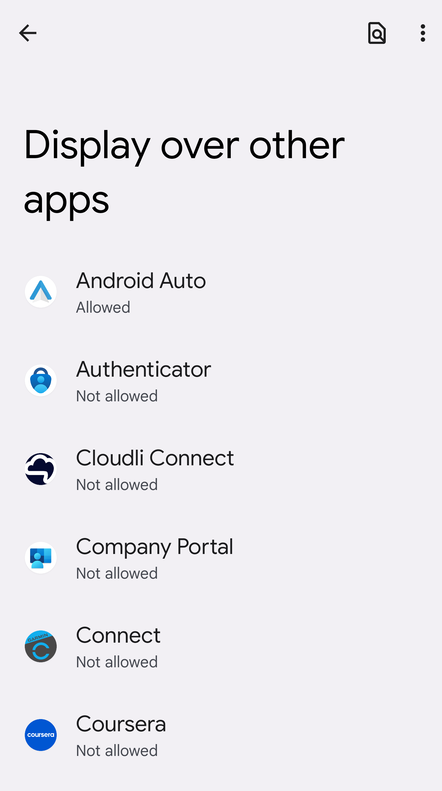 Display over other
apps
Android Auto
Allowed
Authenticator
Not allowed
Cloudli Connect
Not allowed
Company Portal
Not allowed
Connect
Not allowed
Coursera
coursera
Not allowed